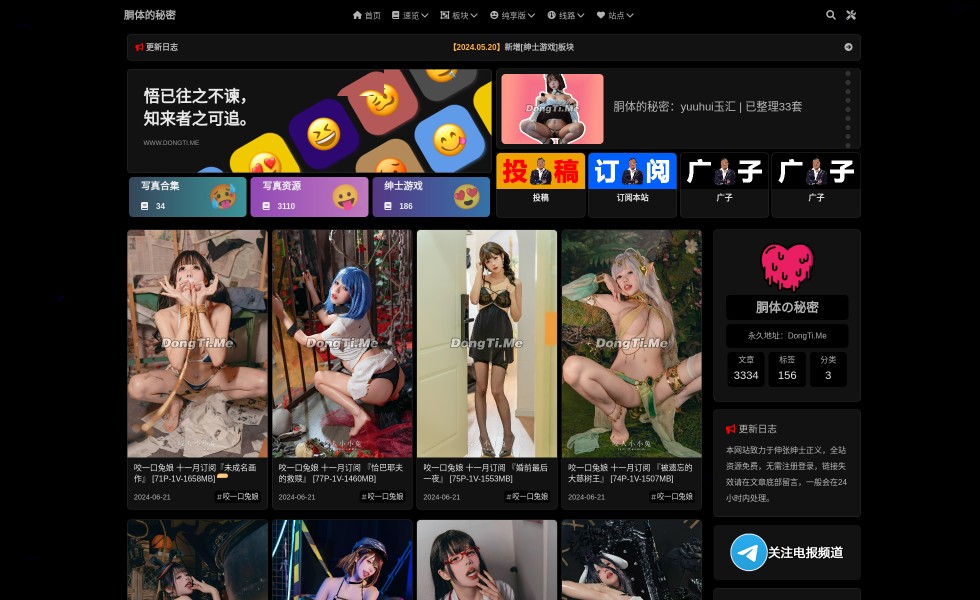 胴体的秘密
首页
速览
板块
纯享版
线路
站点
更新日志
【2024.05.20】新增[绅士游戏]板块
悟已往之不谏，
知来者之可追。
WWW.DONGTI.ME
DongTi.Me
胴体的秘密：yuuhui玉汇 | 已整理33套
写真合集
34
写真资源
3110
绅士游戏
186
投稿
投稿
订阅
订阅本站
广子
广子
广子
广子
DongTi.Me
DongTi.Me
DongTi.Me
DongTi.Me
咬一口兔娘 十一月订阅『未成名画
作』 [71P-1V-1658MB]
2024-06-21
#咬一口兔娘
咬一口兔娘 十一月订阅 『恰巴耶夫
的救赎』 [77P-1V-1460MB]
2024-06-21
#咬一口兔娘
咬一口兔娘 十一月订阅 『婚前最后
一夜』 [75P-1V-1553MB]
2024-06-21
#咬一口兔娘
咬一口兔娘 十一月订阅 『被遗忘的
大慈树王』 [74P-1V-1507MB]
2024-06-21
#咬一口兔娘
胴体の秘密
永久地址：DongTi.Me
文章
3334
标签
156
分类
3
更新日志
本网站致力于伸张绅士正义，全站
资源免费，无需注册登录，链接失
效请在文章底部留言，一般会在24
小时内处理。
关注电报频道